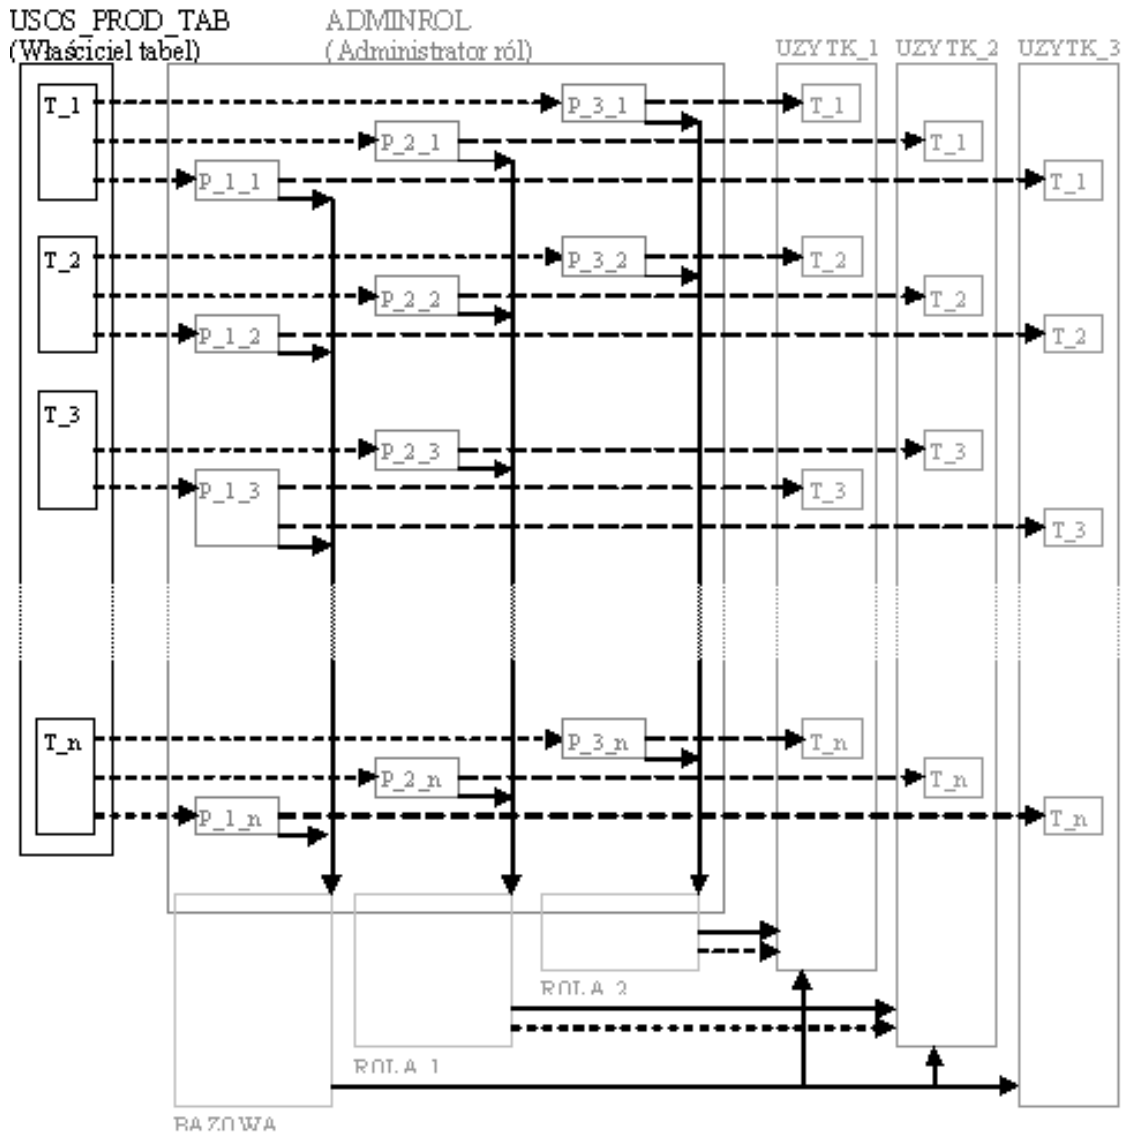 USOS_PROD_TAB
(Właściciel tabel)
ADMINROL
(Administrator ról)
UZYTK_1
UZYTK_2
UZYTK_3
T_1
P_3_1
T_1
P_2_1
T_1
P_1_1
T_1
T_2
P_3_2
T_2
P_2_2
T_2
P_1_2
T_2
T_3
P_2_3
T_3
P_1_3
T_3
T_3
T_n
P_3_n
T_n
P_2_n
T_n
P_1_n
T_n
ROLA_2
ROLA_1
BAZOWA